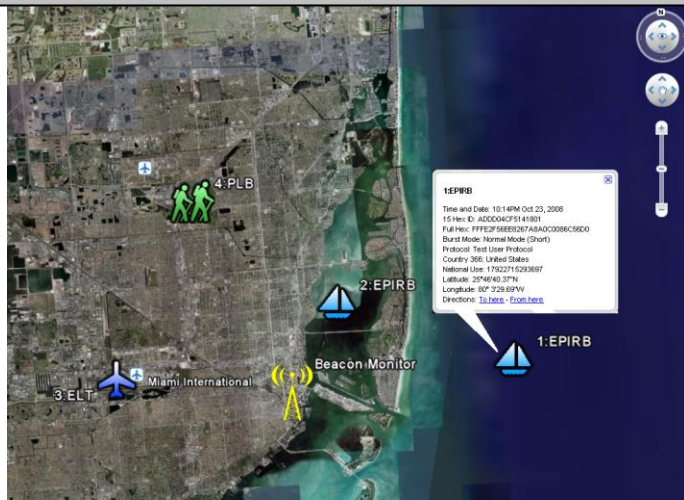 N
4:PLB
1:EPIRB
Time and Date: 10:14PM Oct 23, 2008
15 Hex ID: ADDD04CF5141801
Full Hex: FFFE2F56EE8267A8A0C0086C56D0
Burst Mode: Normal Mode (Short)
Protocol: Test User Protocol
Country 366: United States
National Use: 17922715293697
Latitude: 25°46'40.37"N
Longitude: 80° 3'29.69"W
Directions: To here - From here
2:EPIRB
1:EPIRB
Beacon Monitor
Miami International
3:ELT